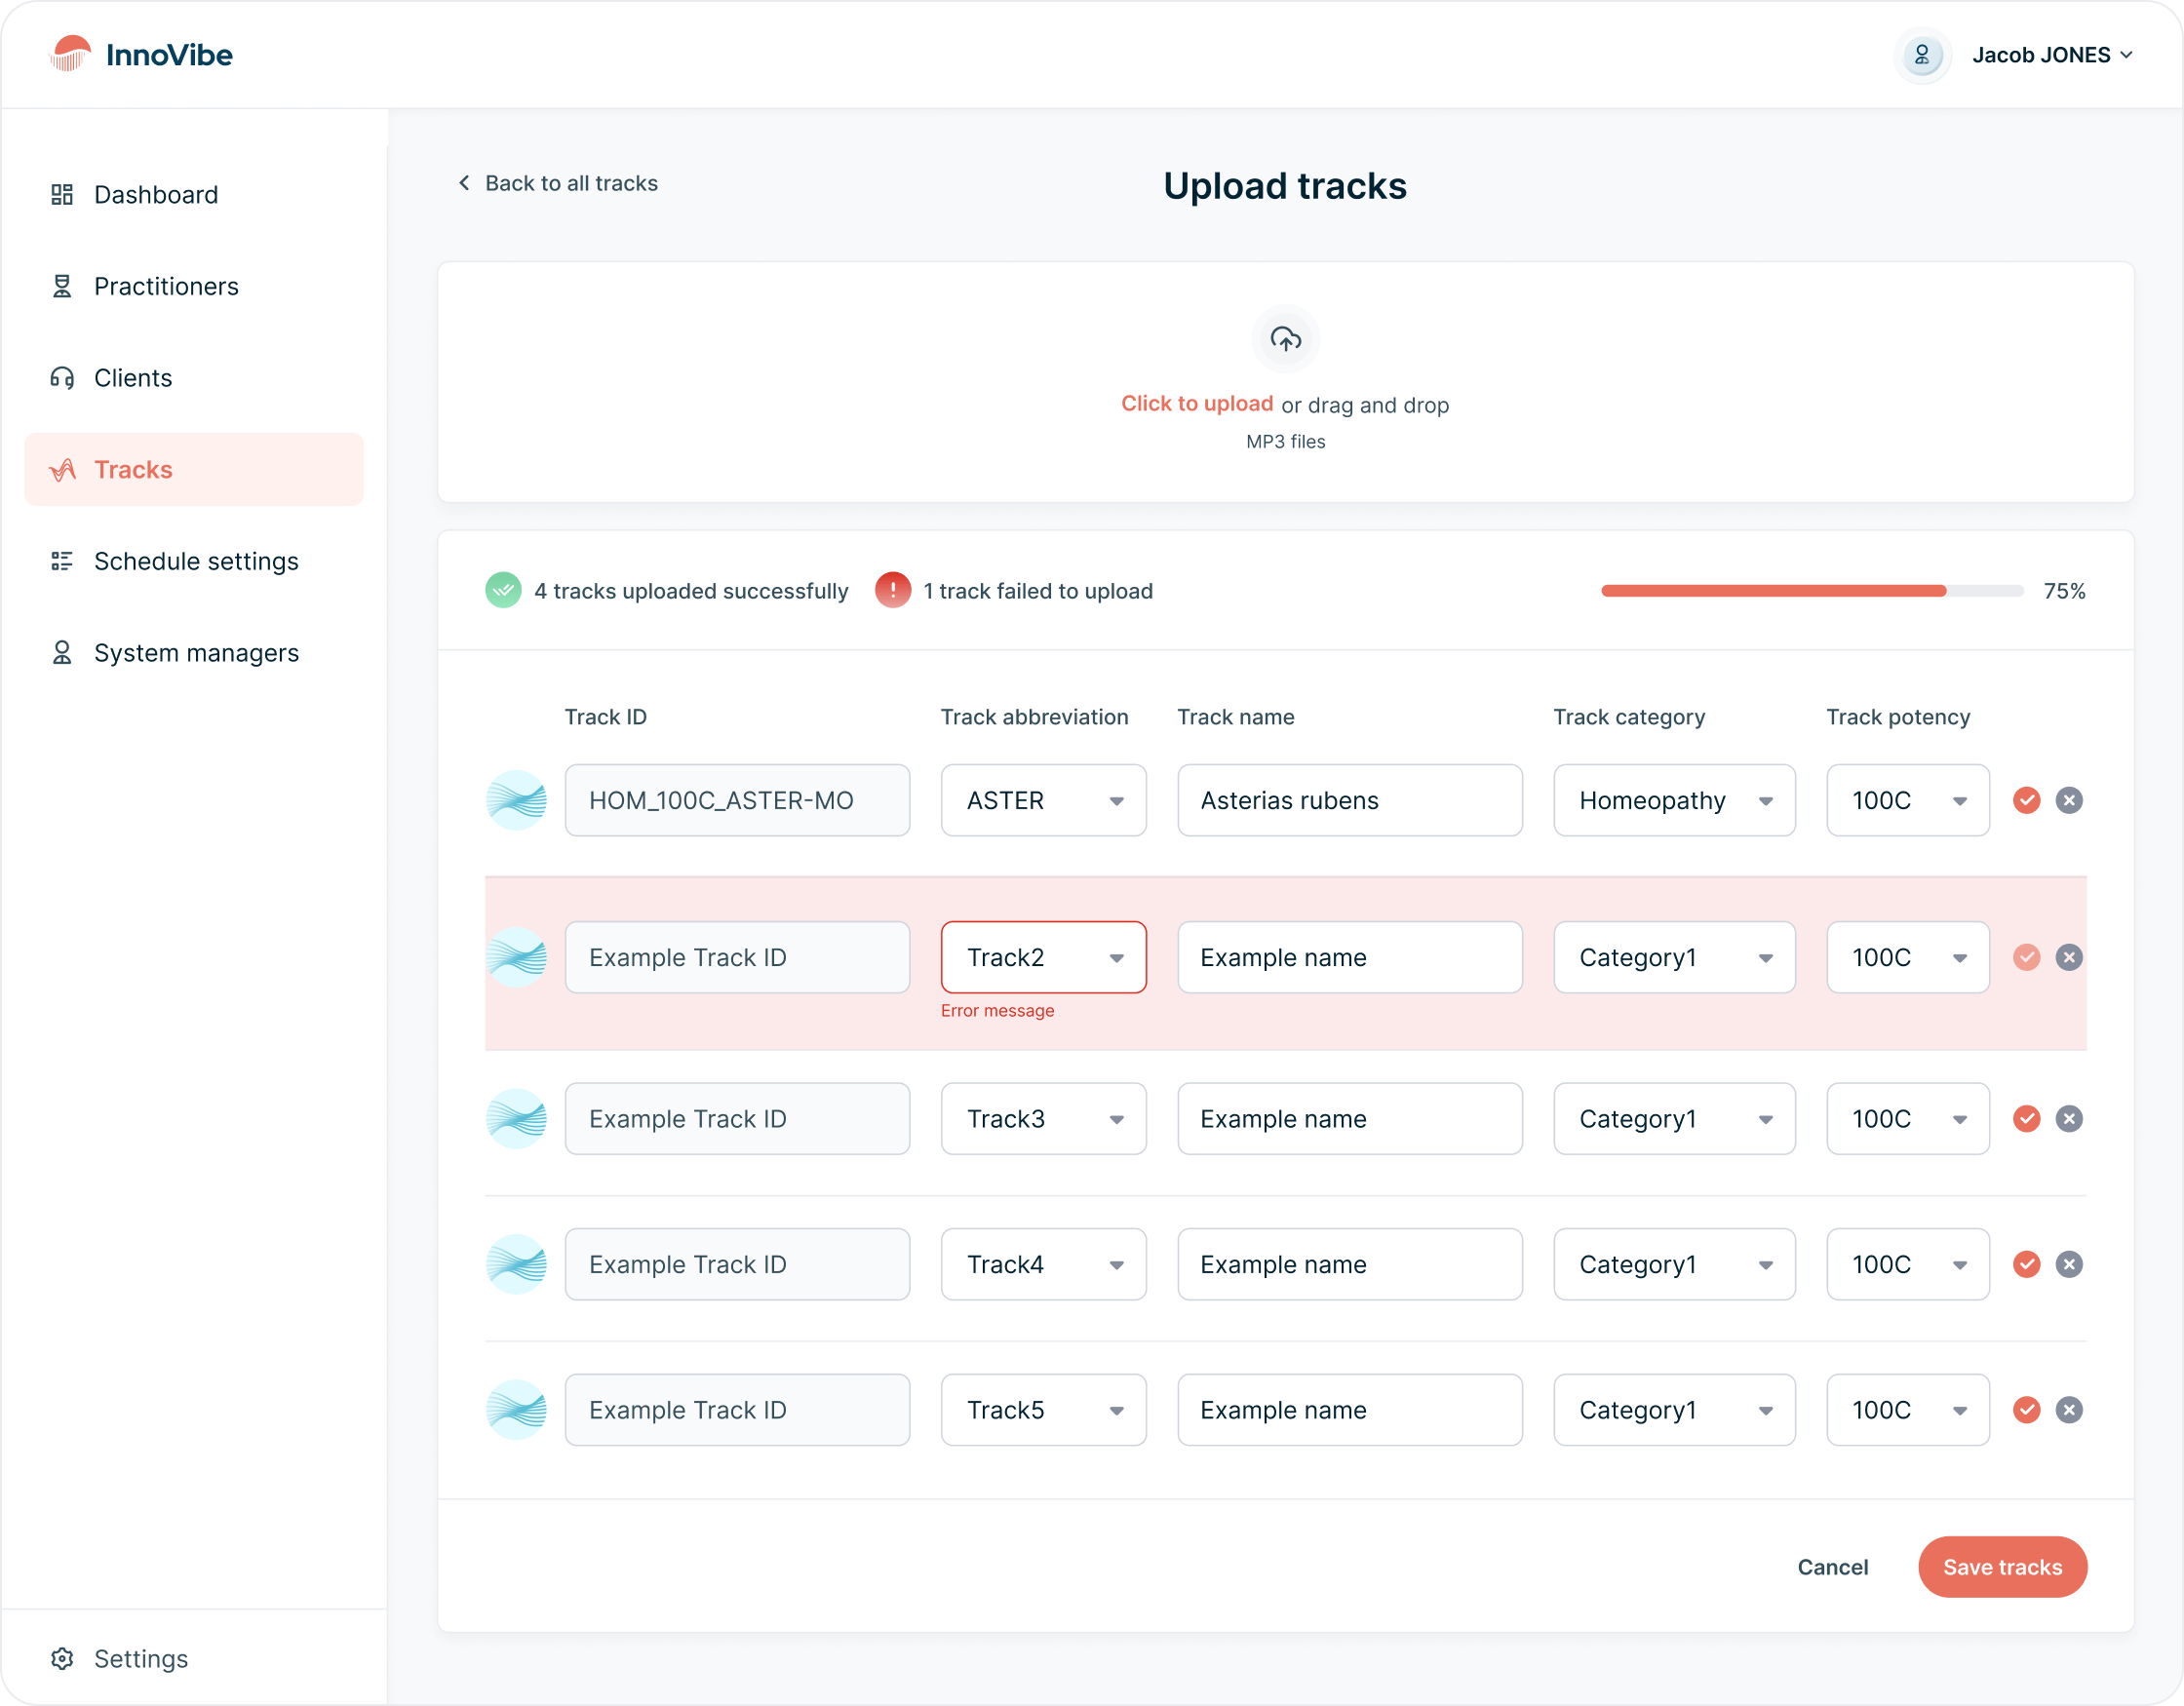 InnoVibe
Jacob JONES
Dashboard
Practitioners
Clients
Tracks
Schedule settings
System managers
Settings
Back to all tracks
Upload tracks
Click to upload or drag and drop
MP3 files
4 tracks uploaded successfully
1 track failed to upload
75%
Track ID Track abbreviation Track name Track category Track potency
HOM_100C_ASTER-MO ASTER Asterias rubens Homeopathy 100C
Example Track ID Track2 Example name Category1 100C
Error message
Example Track ID Track3 Example name Category1 100C
Example Track ID Track4 Example name Category1 100C
Example Track ID Track5 Example name Category1 100C
Cancel Save tracks